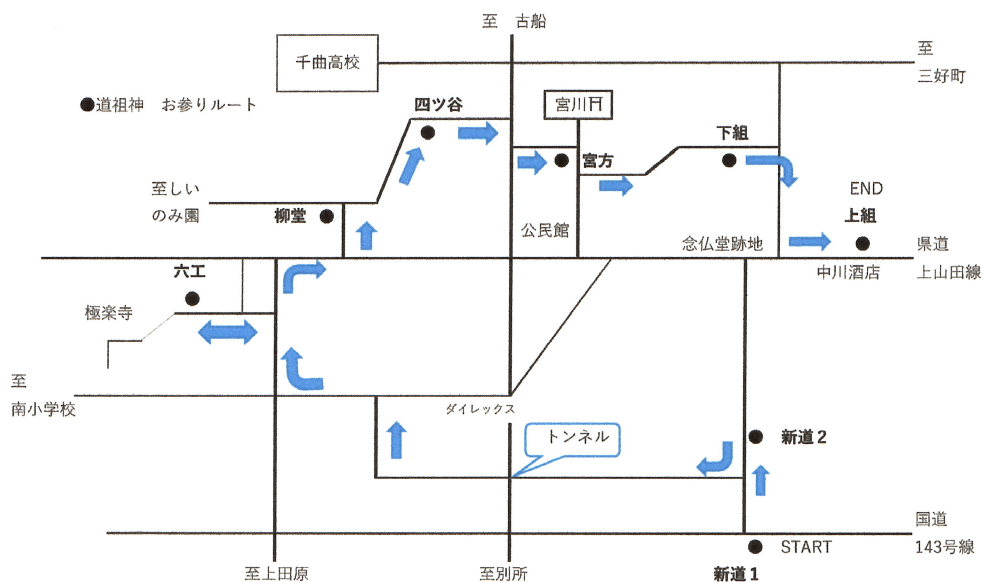 至 古船
千曲高校
至
三好町
●道祖神 お参りルート
四ツ谷
宮川⛩
下組
宮方
至しい
のみ園
柳堂
END
上組
公民館
念仏堂跡地
県道
中川酒店
上山田線
六工
極楽寺
至
南小学校
ダイレックス
トンネル
新道2
国道
START
143号線
至上田原
至別所
新道1